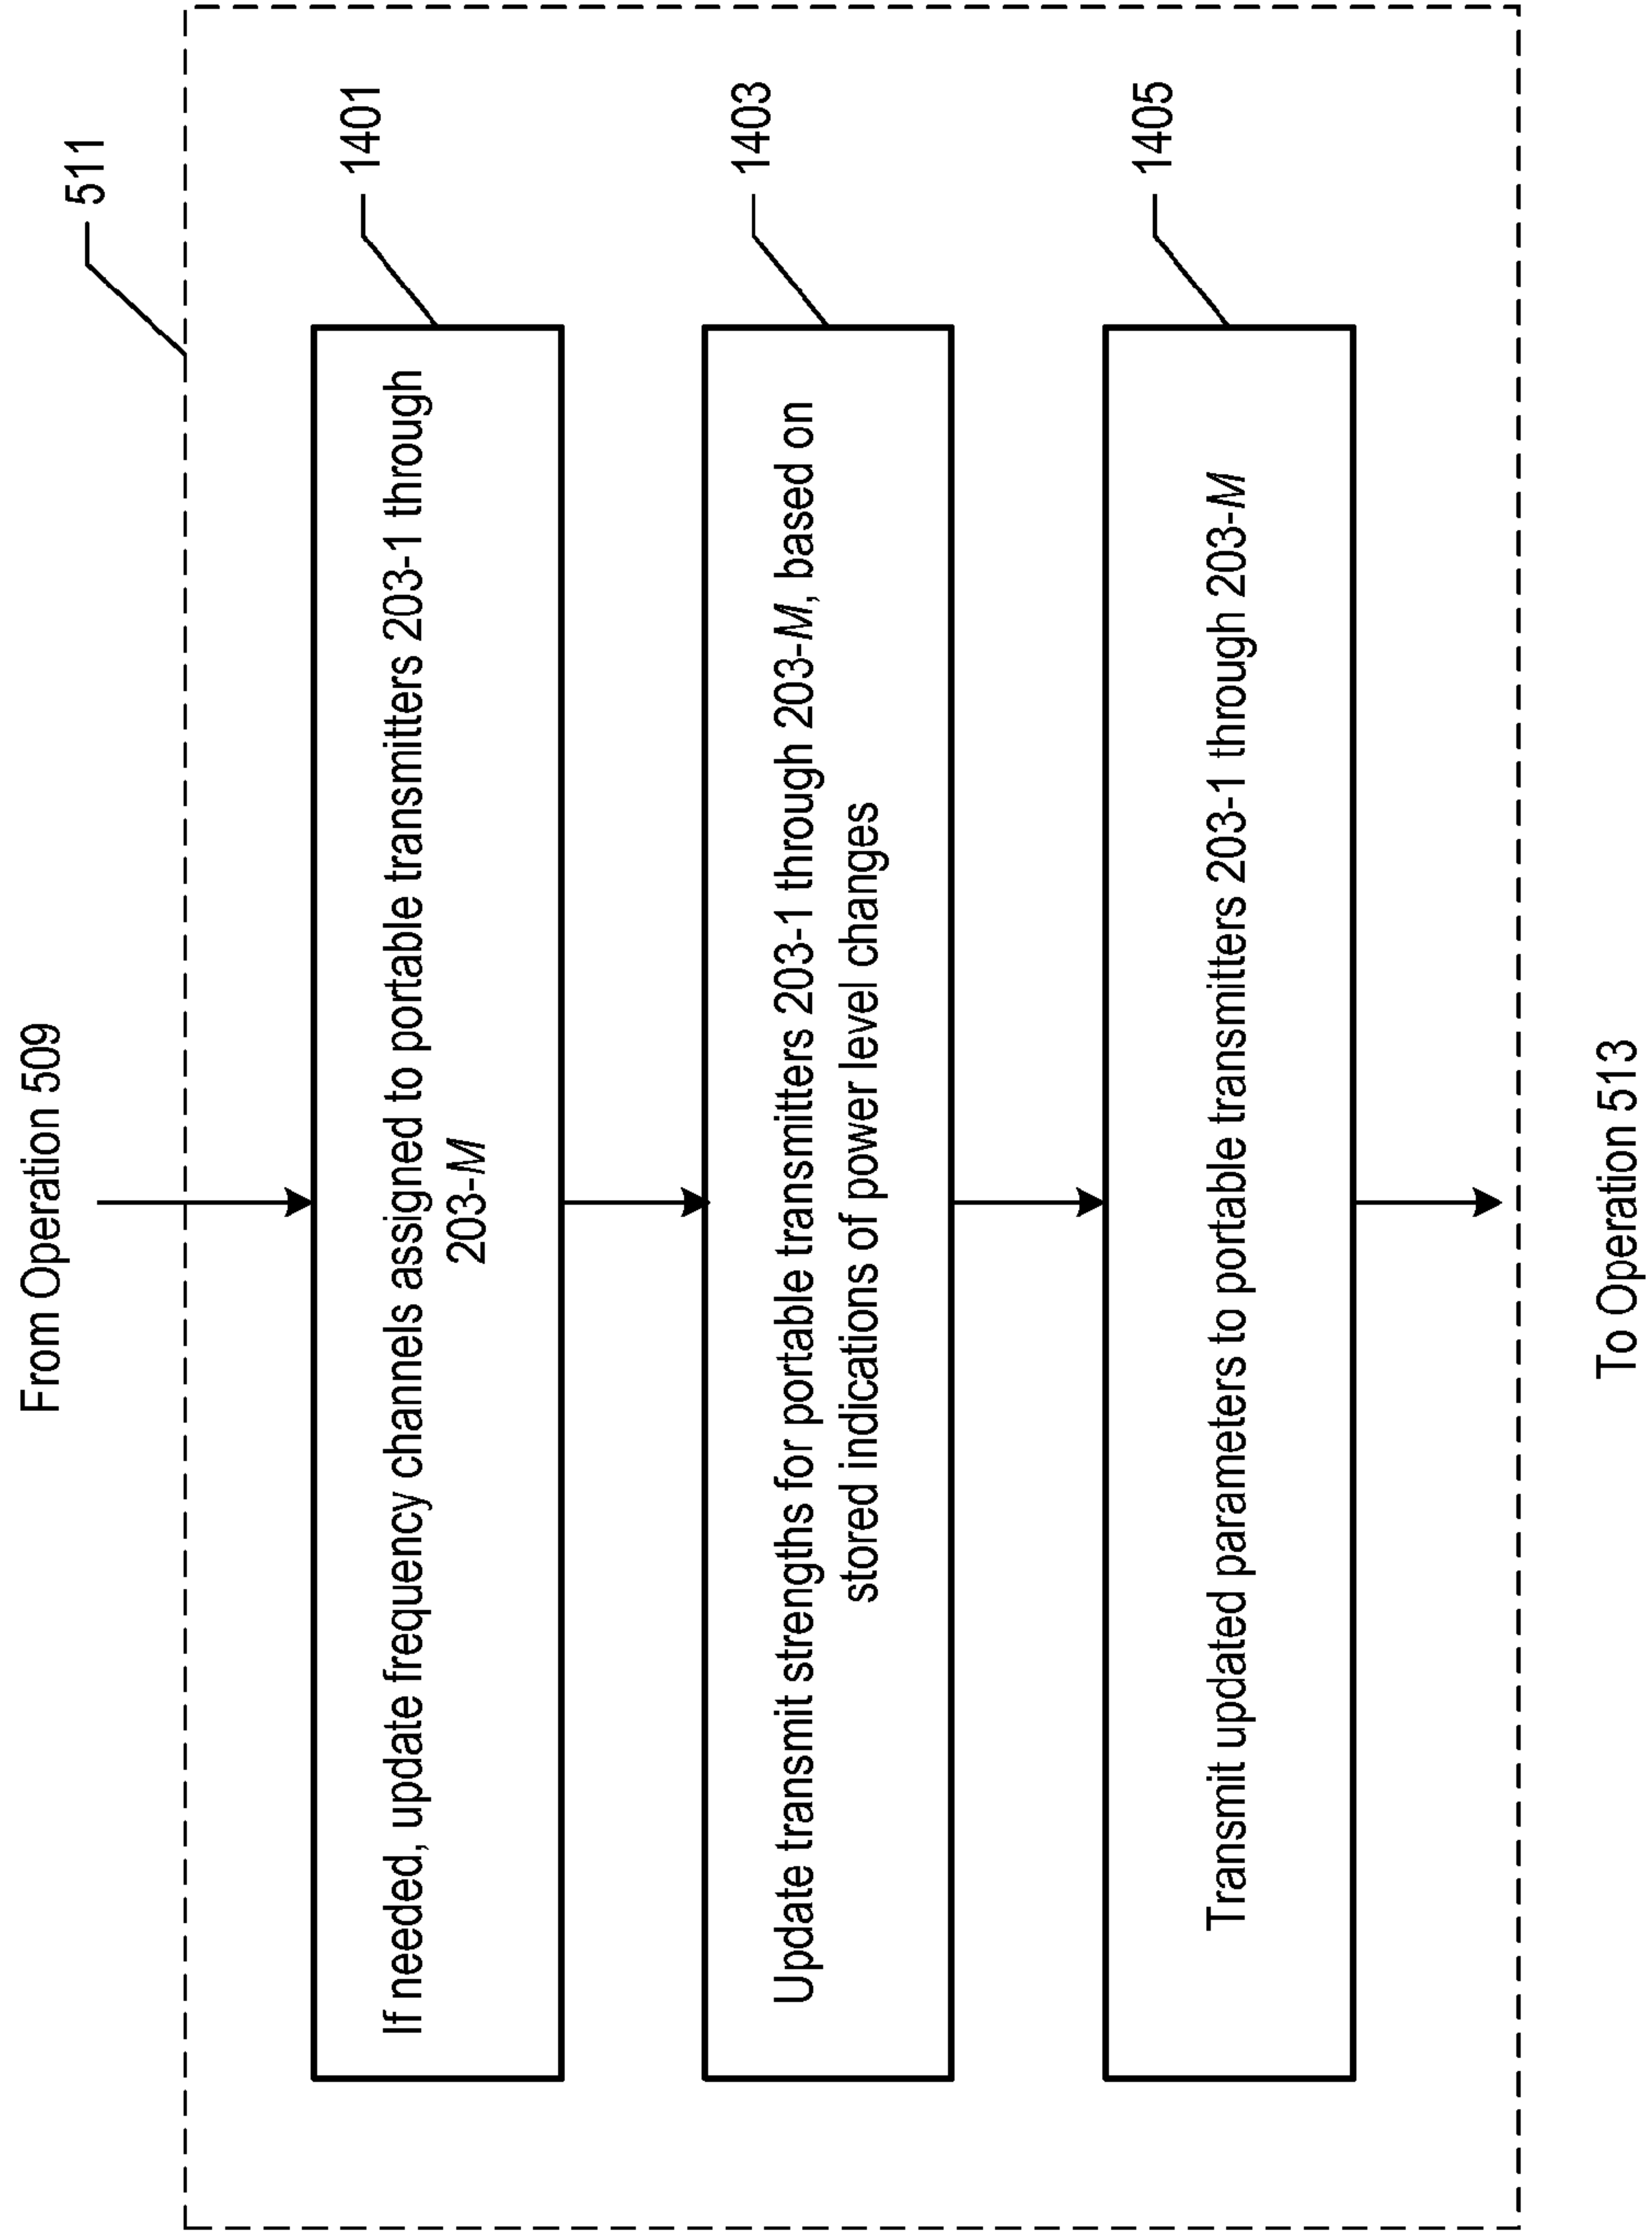 From Operation 509
511
1401
If needed, update frequency channels assigned to portable transmitters 203-1 through
203-M
1403
Update transmit strengths for portable transmitters 203-1 through 203-M, based on
stored indications of power level changes
1405
Transmit updated parameters to portable transmitters 203-1 through 203-M
To Operation 513